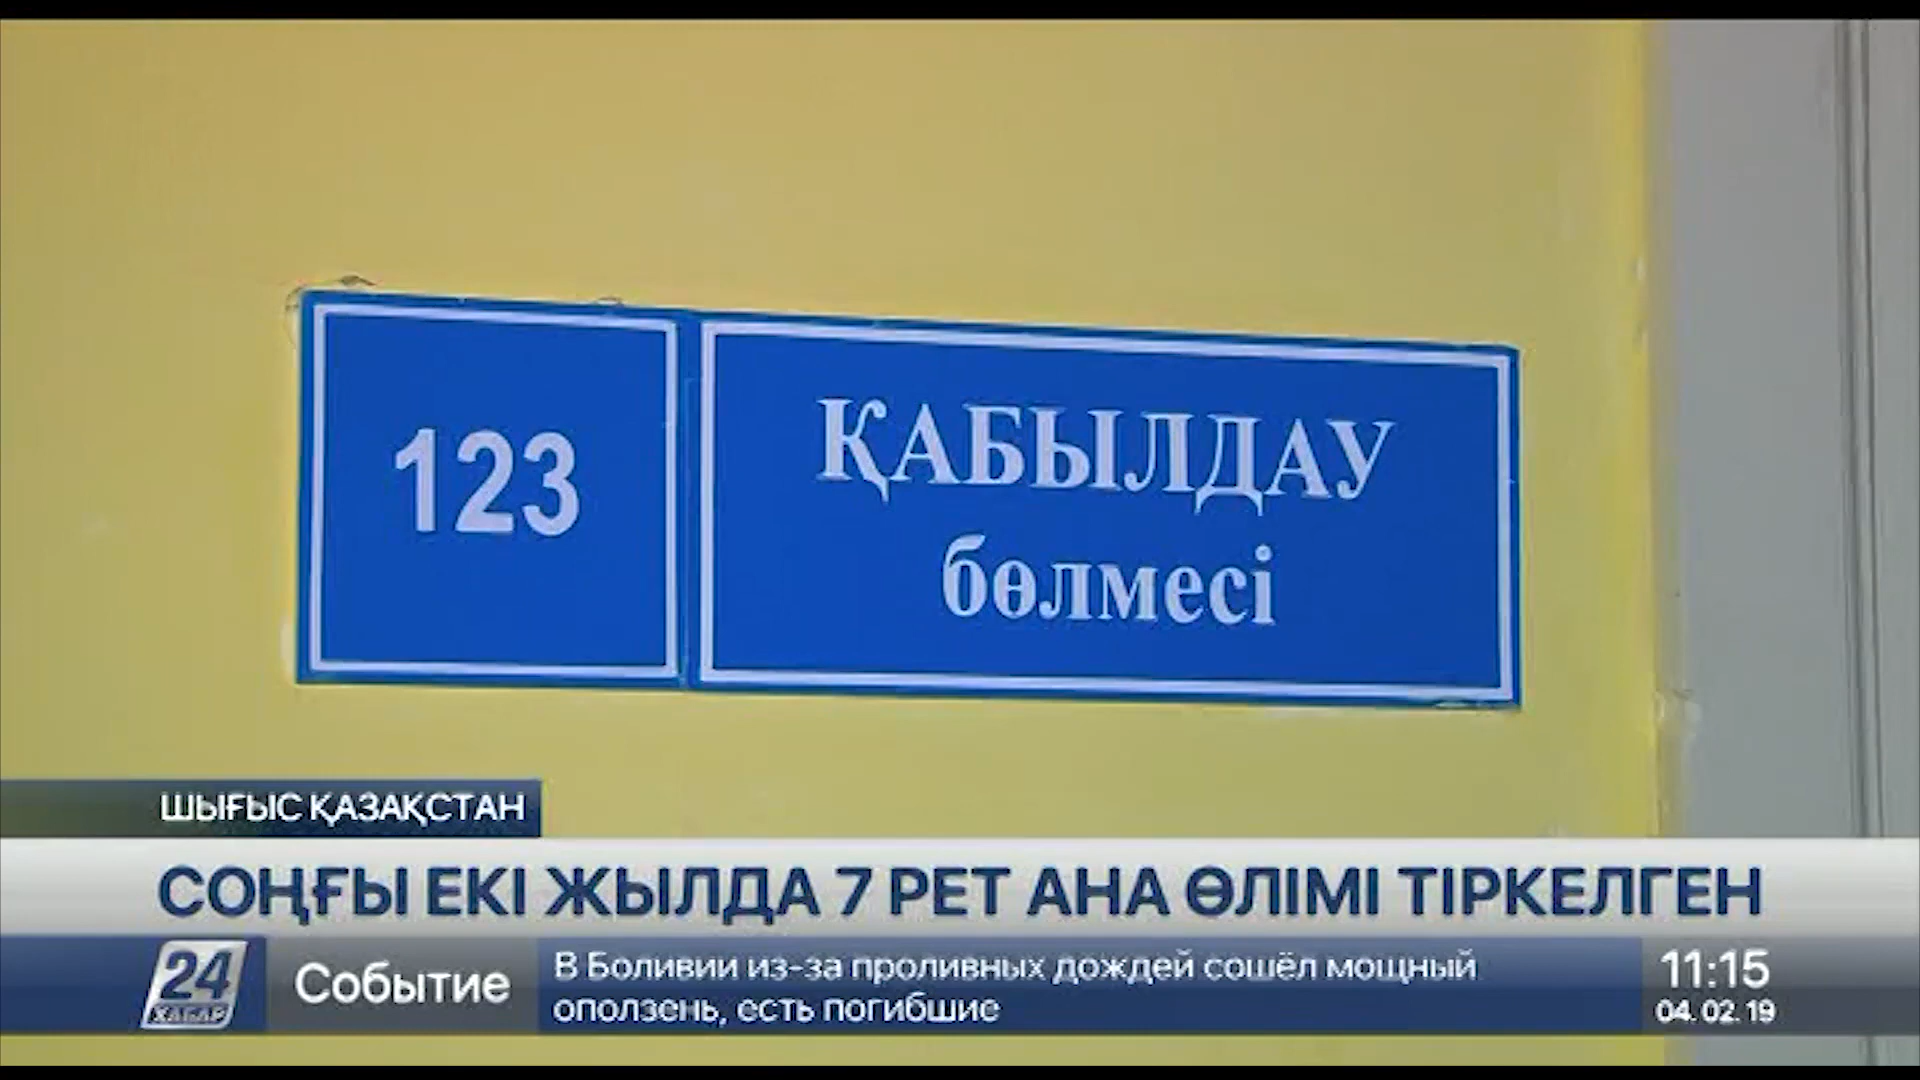 123
ҚАБЫЛДАУ
бөлмесі
ШЫҒЫС ҚАЗАҚСТАН
СОҢҒЫ ЕКІ ЖЫЛДА 7 РЕТ АНА ӨЛІМІ ТІРКЕЛГЕН
24
ХАБАР
Событие
В Боливии из-за проливных дождей сошёл мощный
оползень, есть погибшие
11:15
04. 02. 19